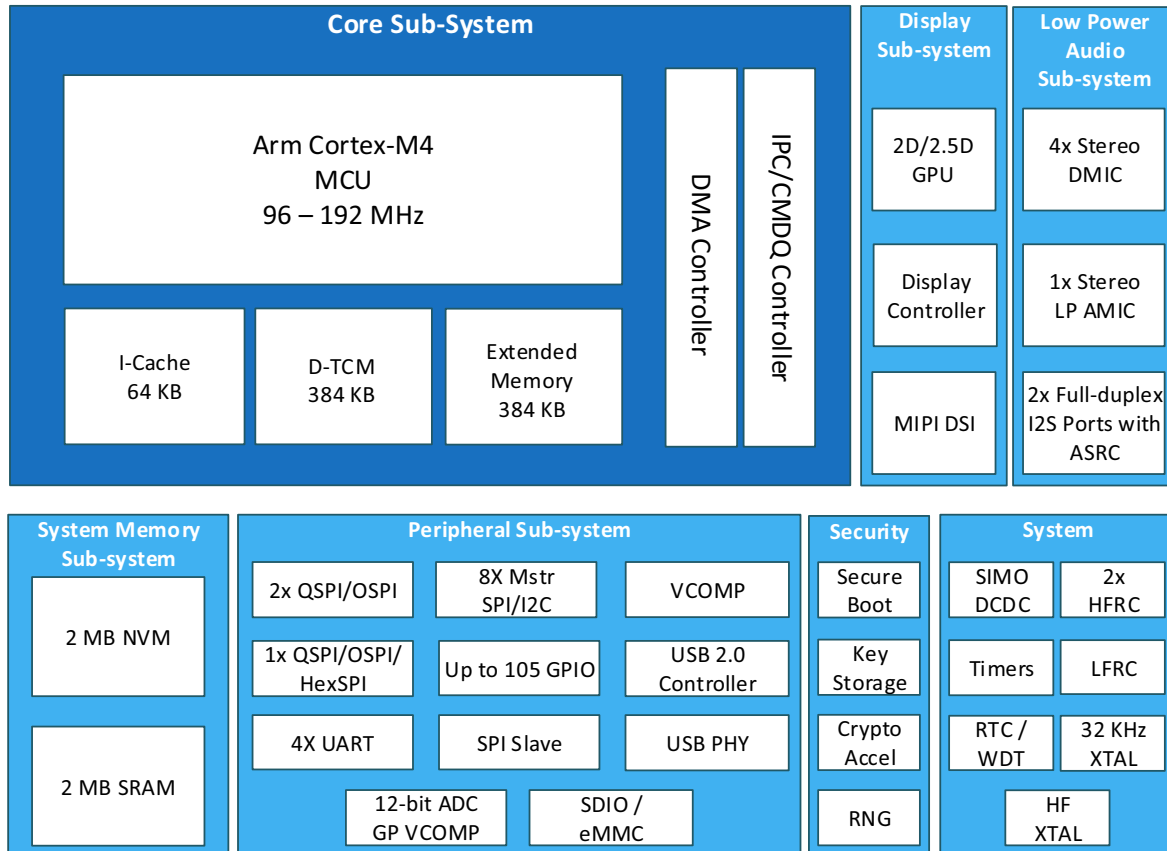 Core Sub-System
Arm Cortex-M4
MCU
96 – 192 MHz
I-Cache
64 KB
D-TCM
384 KB
Extended
Memory
384 KB
DMA Controller
IPC/CMDQ Controller
Display
Sub-system
2D/2.5D
GPU
Display
Controller
MIPI DSI
Low Power
Audio
Sub-system
4x Stereo
DMIC
1x Stereo
LP AMIC
2x Full-duplex
I2S Ports with
ASRC
System Memory
Sub-system
2 MB NVM
2 MB SRAM
Peripheral Sub-system
2x QSPI/OSPI
8X Mstr
SPI/I2C
VCOMP
1x QSPI/OSPI/
HexSPI
Up to 105 GPIO
USB 2.0
Controller
4X UART
SPI Slave
USB PHY
12-bit ADC
GP VCOMP
SDIO /
eMMC
Security
Secure
Boot
Key
Storage
Crypto
Accel
RNG
System
SIMO
DCDC
2x
HFRC
Timers
LFRC
RTC /
WDT
32 KHz
XTAL
HF
XTAL